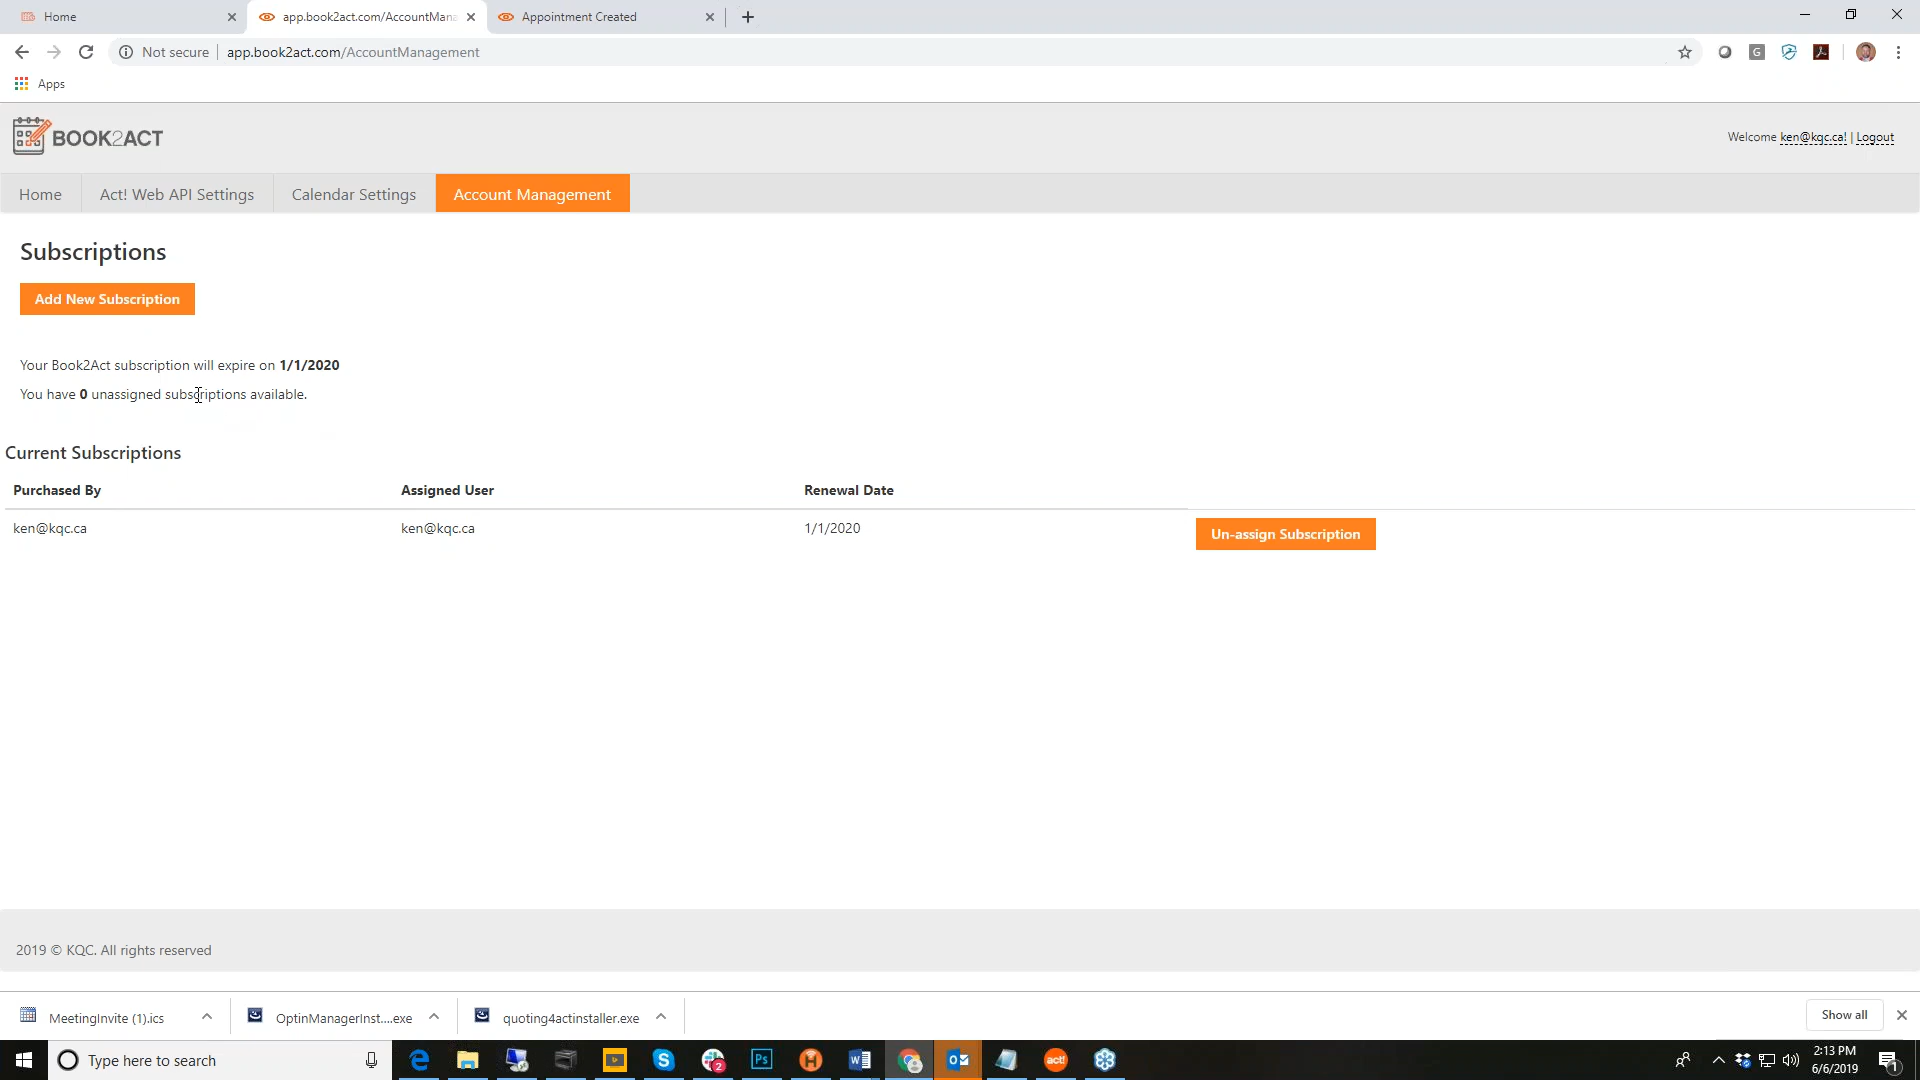 Home
app.book2act.com/AccountMana
Appointment Created
Not secure
app.book2act.com/AccountManagement
Apps
BOOK2ACT
Welcome ken@kqc.ca! | Logout
Home
Act! Web API Settings
Calendar Settings
Account Management
Subscriptions
Add New Subscription
Your Book2Act subscription will expire on 1/1/2020
You have 0 unassigned subscriptions available.
Current Subscriptions
Purchased By
Assigned User
Renewal Date
ken@kqc.ca
ken@kqc.ca
1/1/2020
Un-assign Subscription
2019 © KQC. All rights reserved
MeetingInvite (1).ics
OptinManagerInst....exe
quoting4actinstaller.exe
Show all
Type here to search
2
Ps
act!
2:13 PM
6/6/2019
1